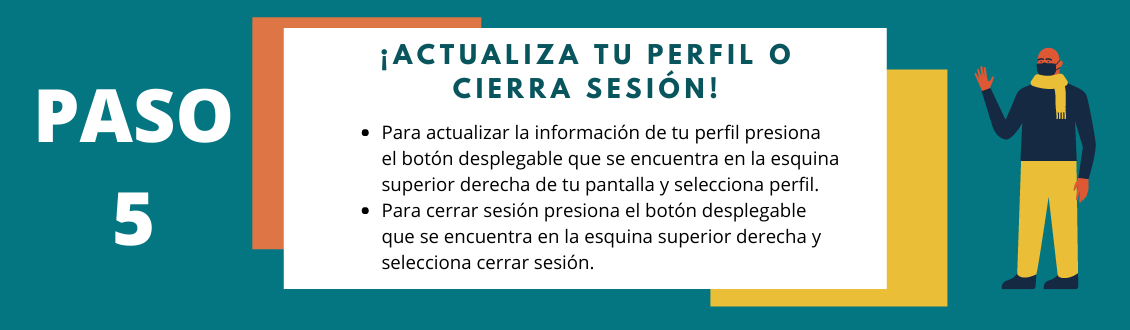 PASO
5
¡ACTUALIZA TU PERFIL O
CIERRA SESIÓN!
• Para actualizar la información de tu perfil presiona
el botón desplegable que se encuentra en la esquina
superior derecha de tu pantalla y selecciona perfil.
• Para cerrar sesión presiona el botón desplegable
que se encuentra en la esquina superior derecha y
selecciona cerrar sesión.